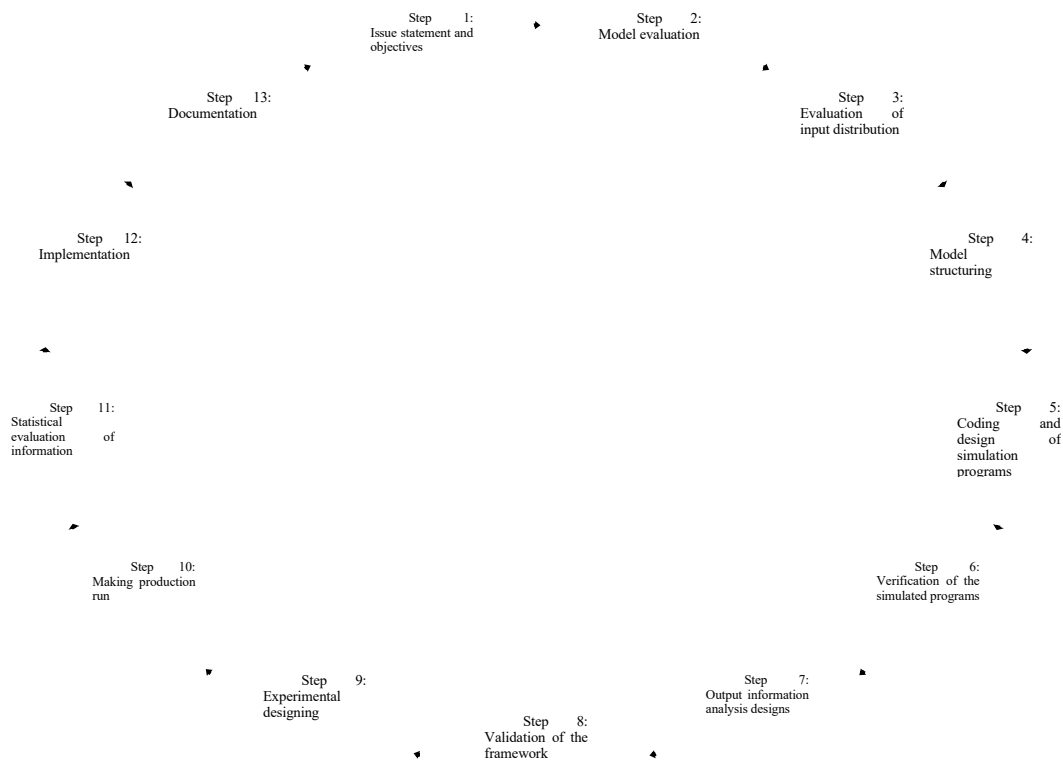 Step 1:
Issue statement and
objectives
Step 2:
Model evaluation
Step 3:
Evaluation of
input distribution
Step 4:
Model
structuring
Step 5:
Coding and
design of
simulation
programs
Step 6:
Verification of the
simulated programs
Step 7:
Output information
analysis designs
Step 8:
Validation of the
framework
Step 9:
Experimental
designing
Step 10:
Making production
run
Step 11:
Statistical
evaluation of
information
Step 12:
Implementation
Step 13:
Documentation